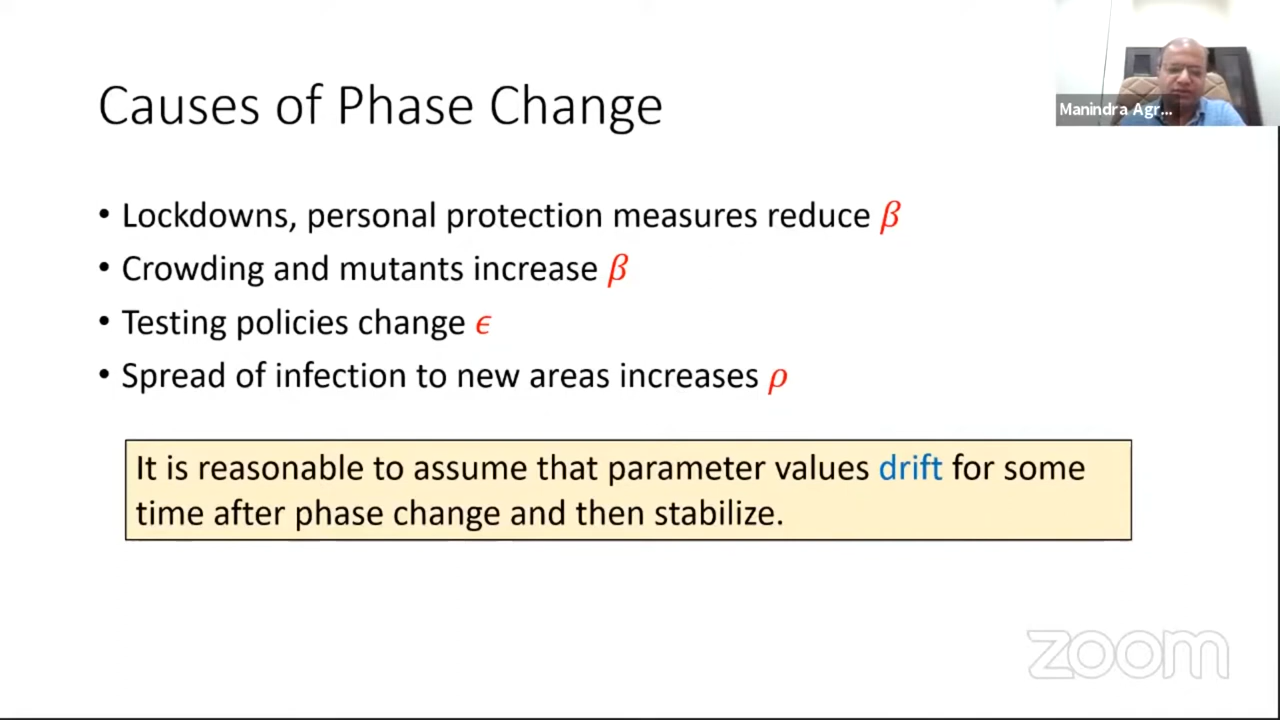 Manindra Agr...
Causes of Phase Change
• Lockdowns, personal protection measures reduce β
• Crowding and mutants increase β
• Testing policies change ϵ
• Spread of infection to new areas increases ρ
It is reasonable to assume that parameter values drift for some
time after phase change and then stabilize.
zoom